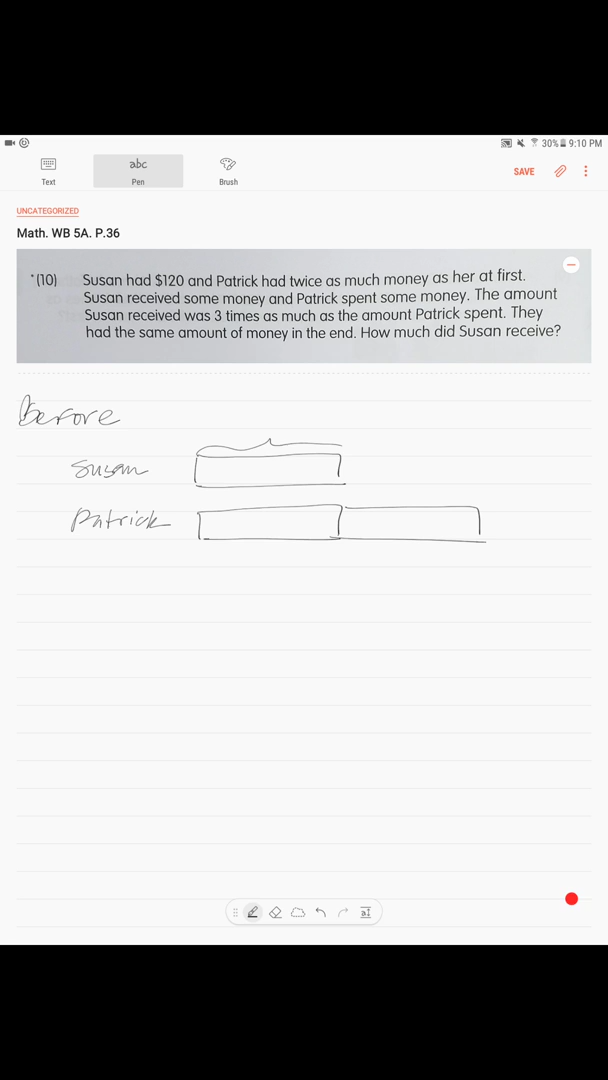 30% 9:10 PM
abc
Text Pen Brush SAVE
UNCATEGORIZED
Math. WB 5A. P.36
*(10) Susan had $120 and Patrick had twice as much money as her at first.
Susan received some money and Patrick spent some money. The amount
Susan received was 3 times as much as the amount Patrick spent. They
had the same amount of money in the end. How much did Susan receive?
Before
Susan
Patrick
aI